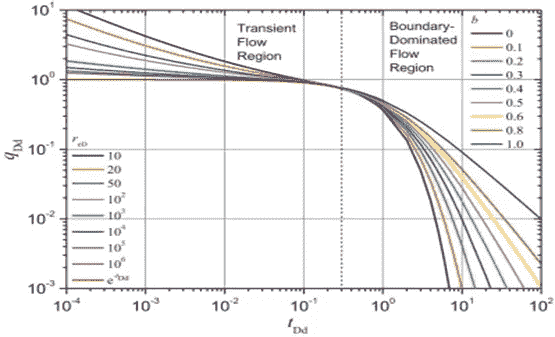 Transient
Flow
Region
Boundary-
Dominated
Flow
Region
b
0
0.1
0.2
0.3
0.4
0.5
0.6
0.8
1.0
r_eD
10
20
50
10²
10³
10⁴
10⁵
10⁶
10¹
10⁰
10⁻¹
10⁻²
10⁻³
q_Dd
10⁻⁴ 10⁻³ 10⁻² 10⁻¹ 10⁰ 10¹ 10²
t_Dd